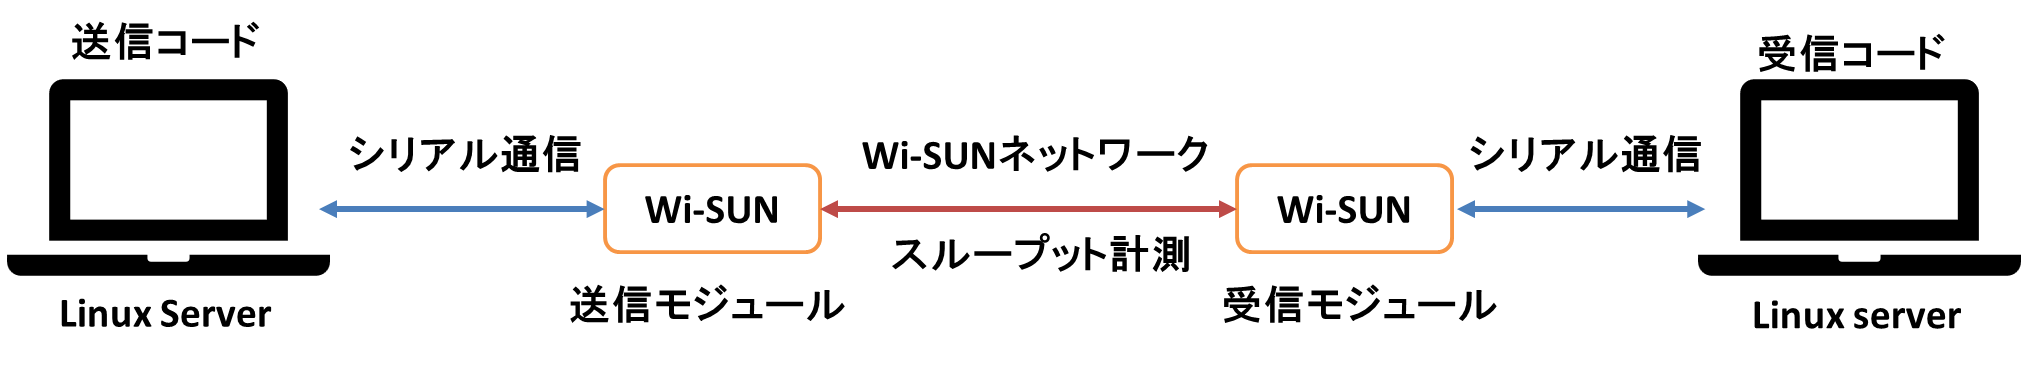 送信コード
受信コード
シリアル通信
Wi-SUNネットワーク
シリアル通信
Wi-SUN
Wi-SUN
スループット計測
送信モジュール
受信モジュール
Linux Server
Linux server